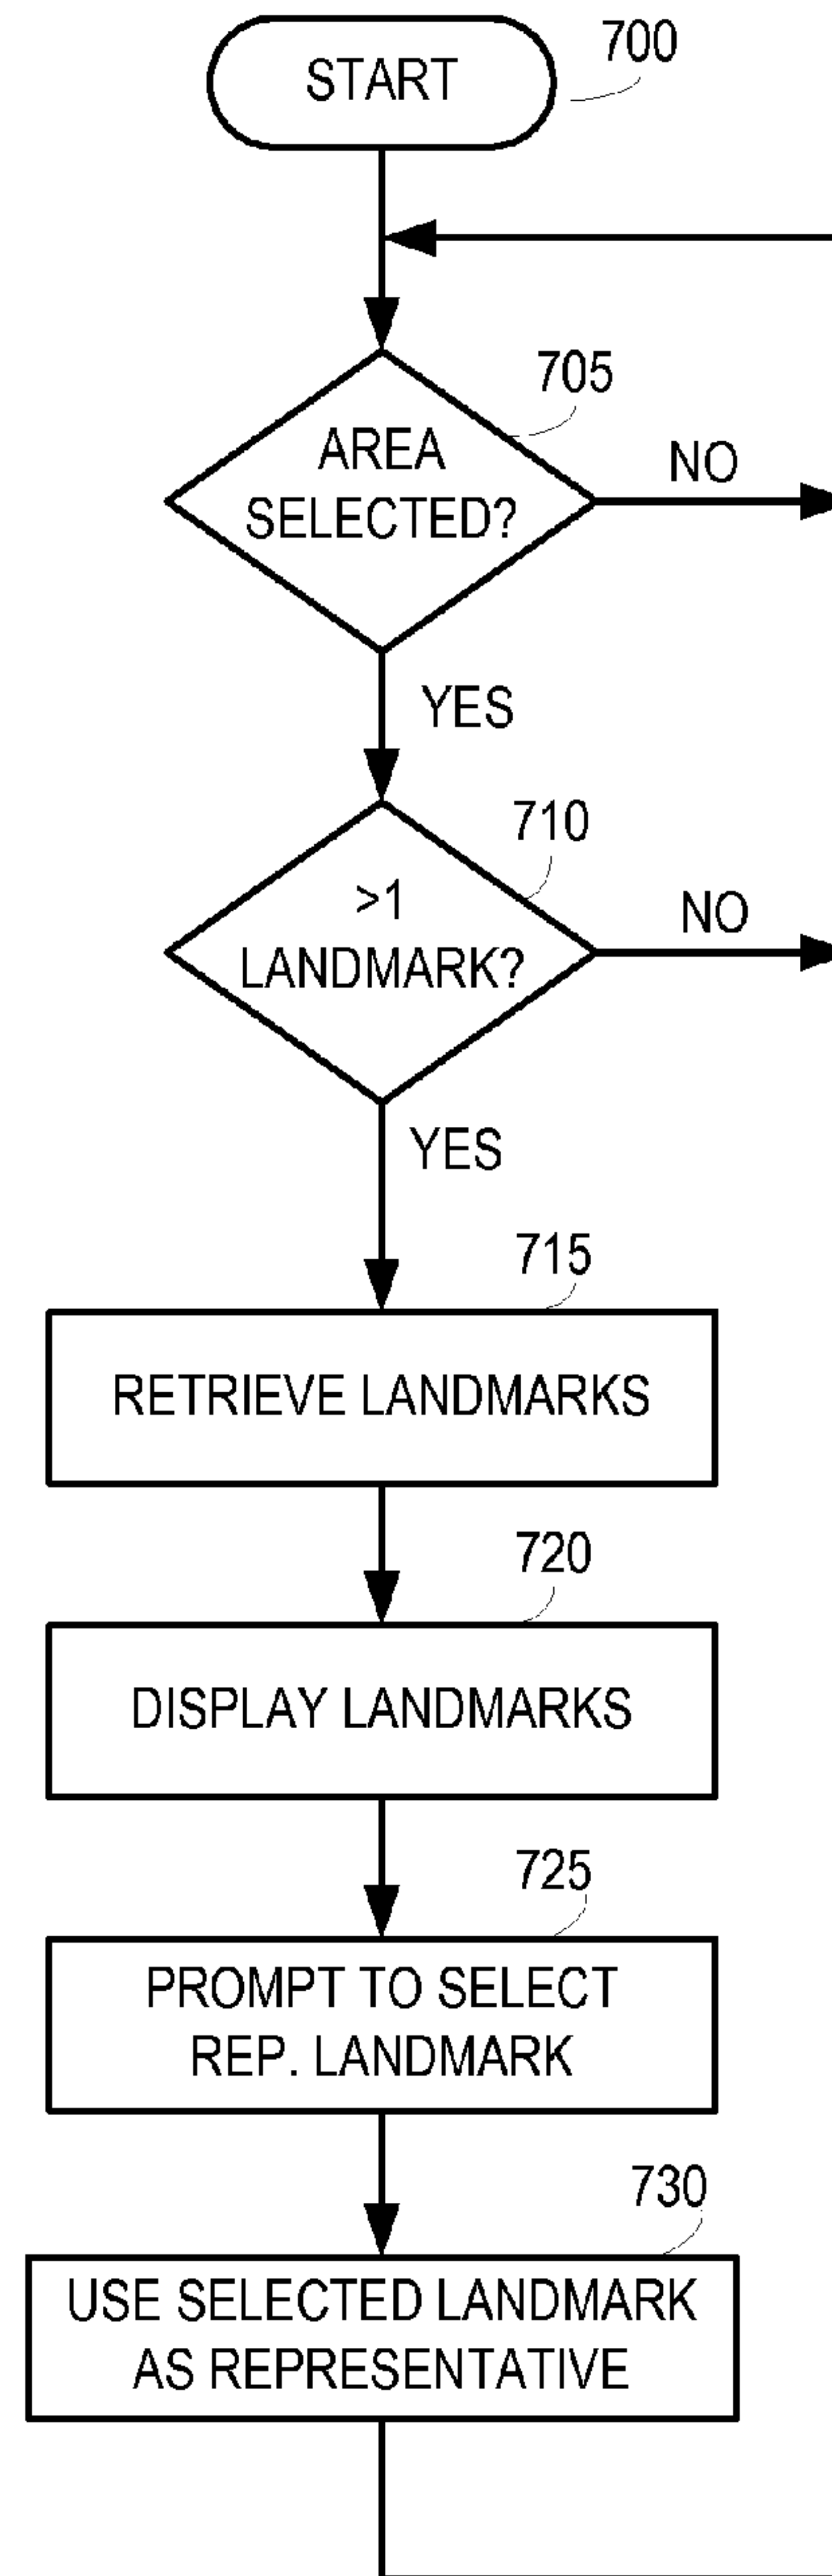 START
700
705
AREA
SELECTED?
NO
YES
710
>1
LANDMARK?
NO
YES
715
RETRIEVE LANDMARKS
720
DISPLAY LANDMARKS
725
PROMPT TO SELECT
REP. LANDMARK
730
USE SELECTED LANDMARK
AS REPRESENTATIVE